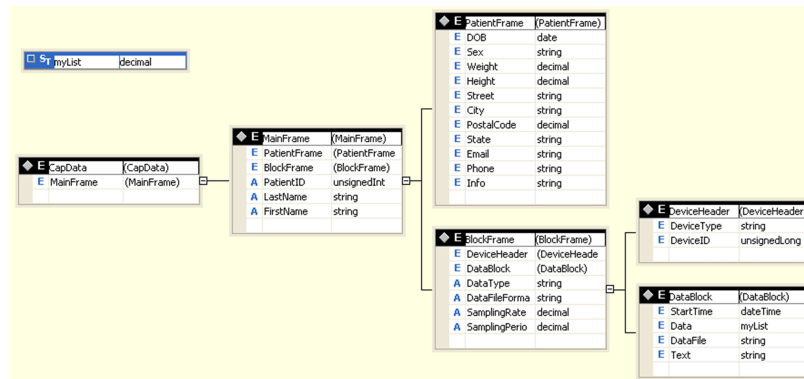 ST myList decimal
E CapData (CapData)
E MainFrame (MainFrame)
E MainFrame (MainFrame)
E PatientFrame (PatientFrame
E BlockFrame (BlockFrame)
A PatientID unsignedInt
A LastName string
A FirstName string
E PatientFrame (PatientFrame)
E DOB date
E Sex string
E Weight decimal
E Height decimal
E Street string
E City string
E PostalCode decimal
E State string
E Email string
E Phone string
E Info string
E BlockFrame (BlockFrame)
E DeviceHeader (DeviceHeade
E DataBlock (DataBlock)
A DataType string
A DataFileForma string
A SamplingRate decimal
A SamplingPerio decimal
E DeviceHeader (DeviceHeader
E DeviceType string
E DeviceID unsignedLong
E DataBlock (DataBlock)
E StartTime dateTime
E Data myList
E DataFile string
E Text string